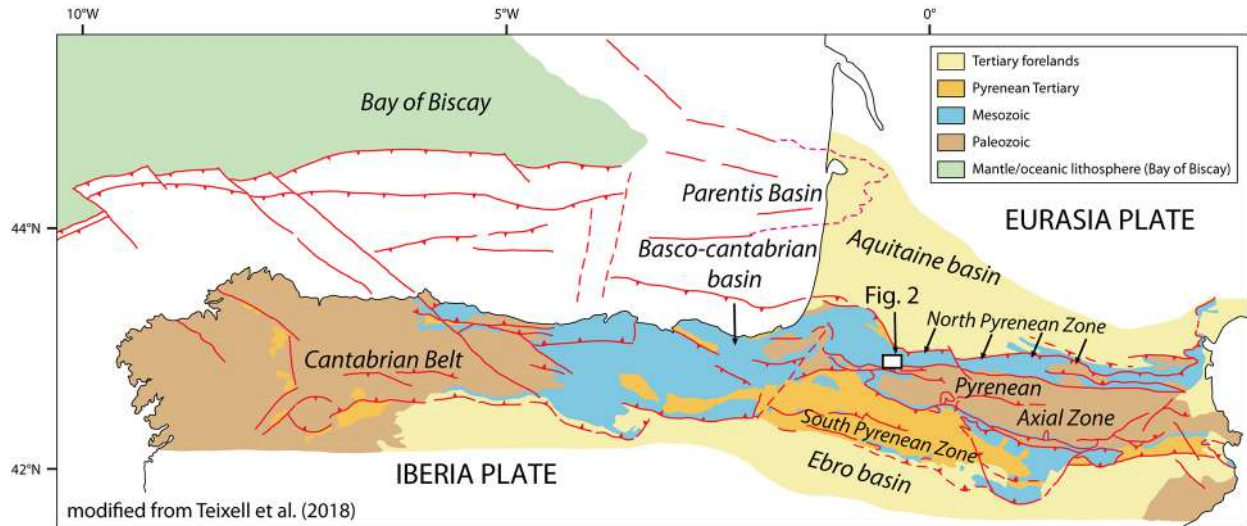 10°W
5°W
0°
Tertiary forelands
Pyrenean Tertiary
Mesozoic
Paleozoic
Mantle/oceanic lithosphere (Bay of Biscay)
Bay of Biscay
Parentis Basin
EURASIA PLATE
44°N
Basco-cantabrian
basin
Aquitaine basin
Fig. 2
North Pyrenean Zone
Cantabrian Belt
Pyrenean
Axial Zone
South Pyrenean Zone
42°N
IBERIA PLATE
Ebro basin
modified from Teixell et al. (2018)